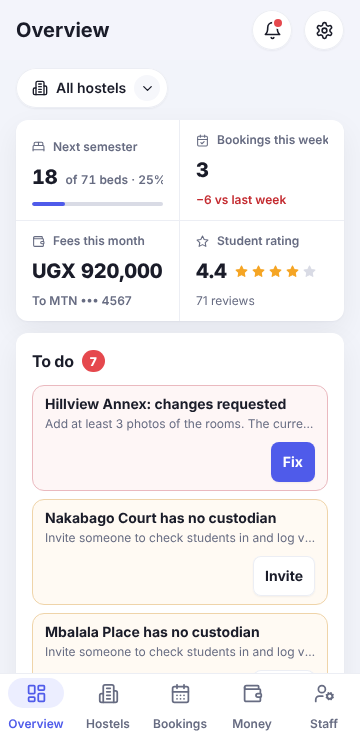 Overview
All hostels
Next semester
18 of 71 beds · 25%
Bookings this week
3
−6 vs last week
Fees this month
UGX 920,000
To MTN ••• 4567
Student rating
4.4
71 reviews
To do 7
Hillview Annex: changes requested
Add at least 3 photos of the rooms. The curre...
Fix
Nakabago Court has no custodian
Invite someone to check students in and log v...
Invite
Mbalala Place has no custodian
Invite someone to check students in and log v...
Overview
Hostels
Bookings
Money
Staff